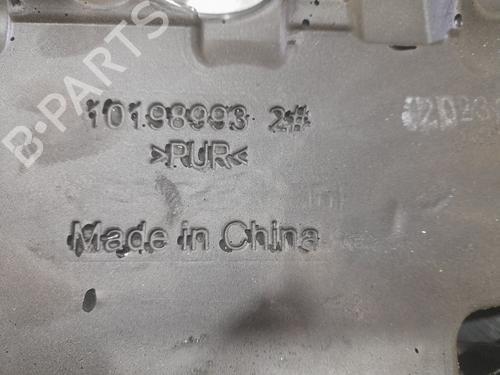 B-PARTS
10198993 2#
>PUR<
Made in China